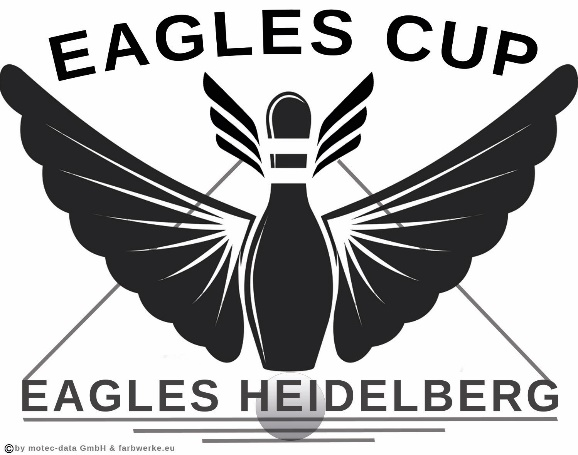 EAGLES CUP
EAGLES HEIDELBERG
©by motec-data GmbH & farbwerke.eu